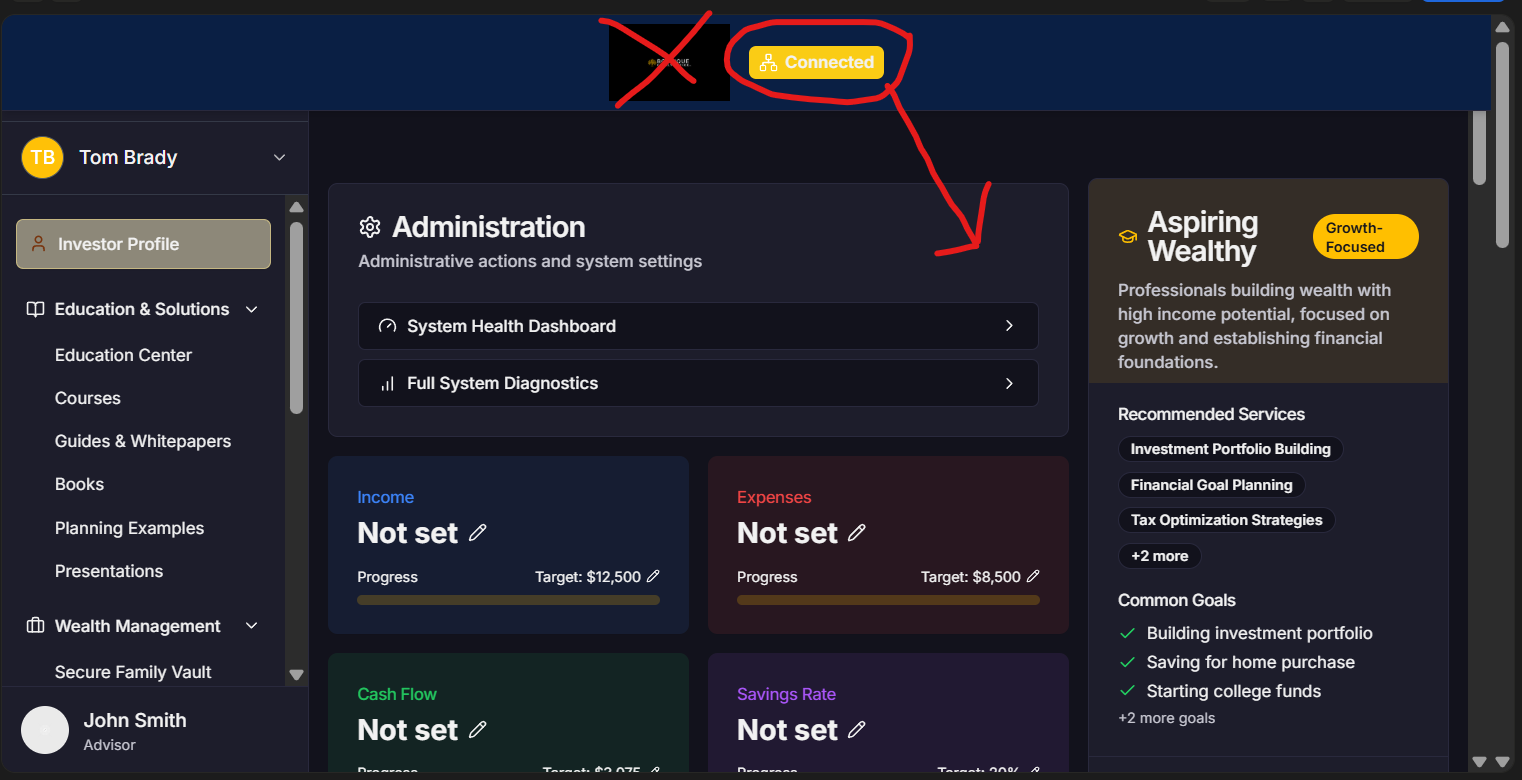 Connected
TB
Tom Brady
Investor Profile
Education & Solutions
Education Center
Courses
Guides & Whitepapers
Books
Planning Examples
Presentations
Wealth Management
Secure Family Vault
John Smith
Advisor
Administration
Administrative actions and system settings
System Health Dashboard
Full System Diagnostics
Income
Not set
Progress
Target: $12,500
Expenses
Not set
Progress
Target: $8,500
Cash Flow
Not set
Progress
Savings Rate
Not set
Progress
Aspiring
Wealthy
Growth-
Focused
Professionals building wealth with
high income potential, focused on
growth and establishing financial
foundations.
Recommended Services
Investment Portfolio Building
Financial Goal Planning
Tax Optimization Strategies
+2 more
Common Goals
Building investment portfolio
Saving for home purchase
Starting college funds
+2 more goals